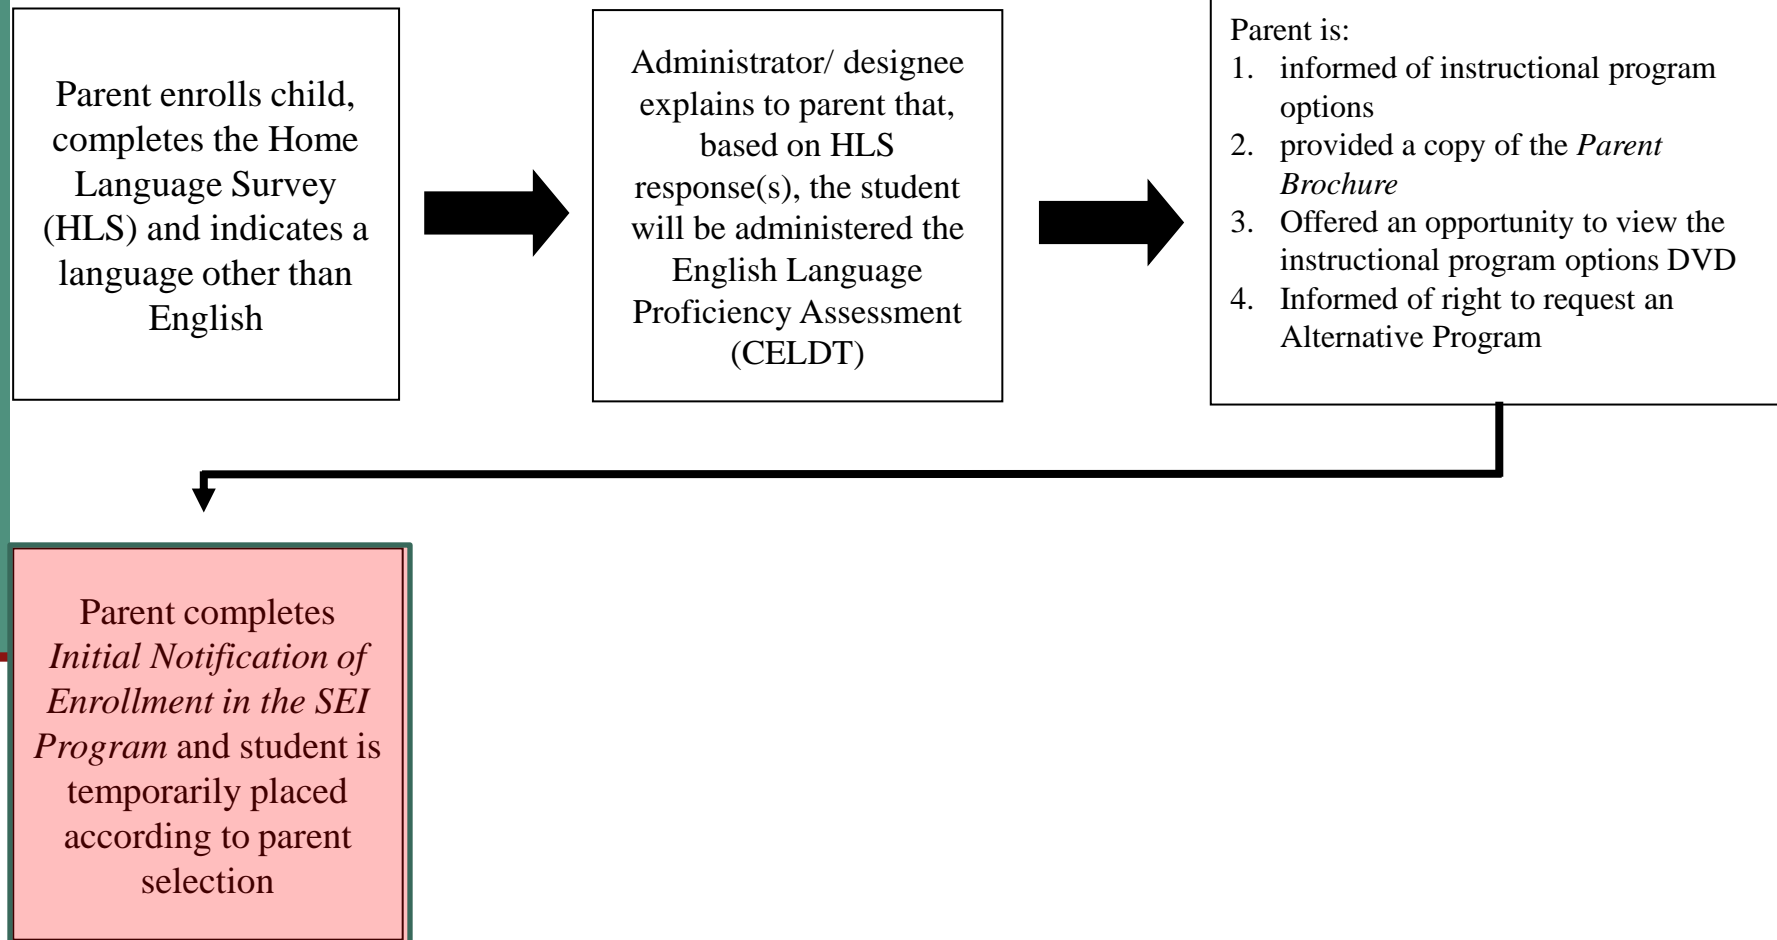 Parent enrolls child,
completes the Home
Language Survey
(HLS) and indicates a
language other than
English
Administrator/ designee
explains to parent that,
based on HLS
response(s), the student
will be administered the
English Language
Proficiency Assessment
(CELDT)
Parent is:
1. informed of instructional program
options
2. provided a copy of the Parent
Brochure
3. Offered an opportunity to view the
instructional program options DVD
4. Informed of right to request an
Alternative Program
Parent completes
Initial Notification of
Enrollment in the SEI
Program and student is
temporarily placed
according to parent
selection